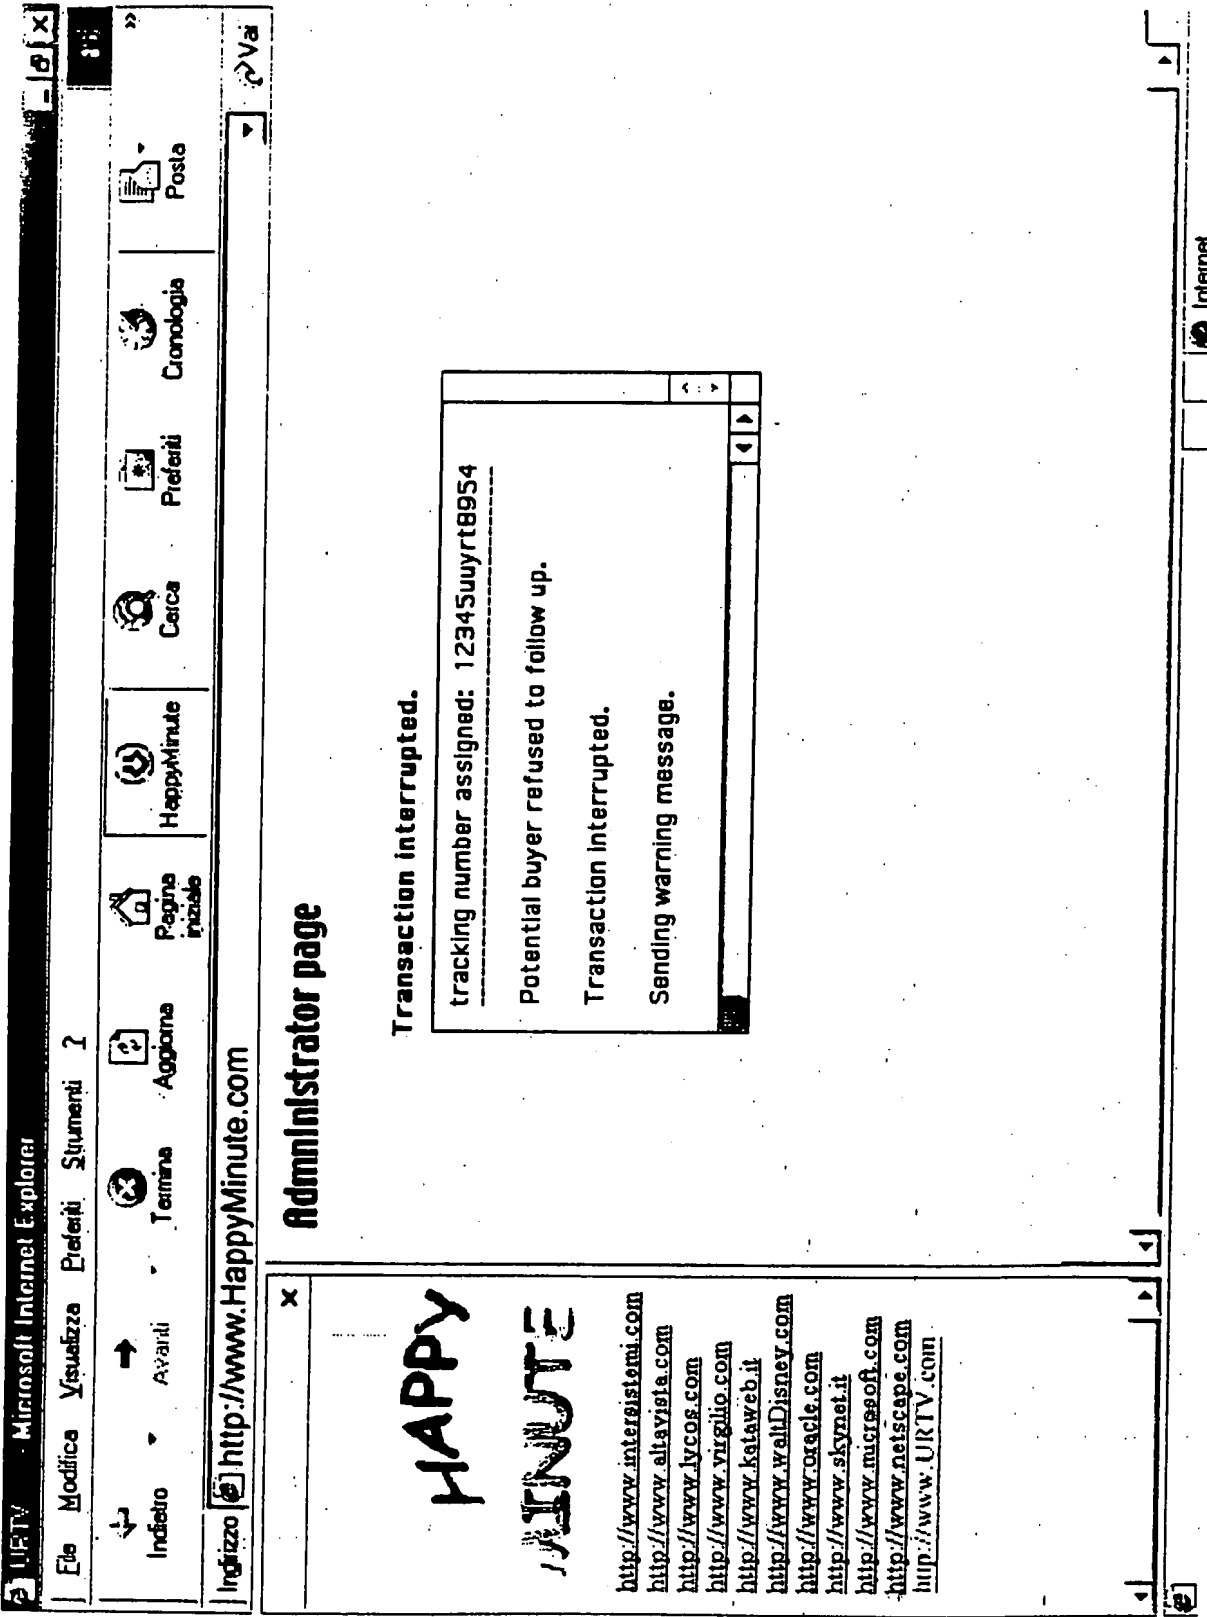 URTV - Microsoft Internet Explorer
File Modifica Visualizza Preferiti Strumenti ?
Indietro Avanti Termina Aggiorna Pagina iniziale HappyMinute Cerca Preferiti Cronologia Posta »
Indirizzo http://www.HappyMinute.com Vai
HAPPY
MINUTE
http://www.intersistemi.com
http://www.altavista.com
http://www.lycos.com
http://www.virgilio.com
http://www.kataweb.it
http://www.waltDisney.com
http://www.oracle.com
http://www.skynet.it
http://www.microsoft.com
http://www.netscape.com
http://www.URTV.com
Admninistrator page
Transaction interrupted.
tracking number assigned: 12345uuyrt8954
--------------------------------------------------
Potential buyer refused to follow up.
Transaction interrupted.
Sending warning message.
Internet